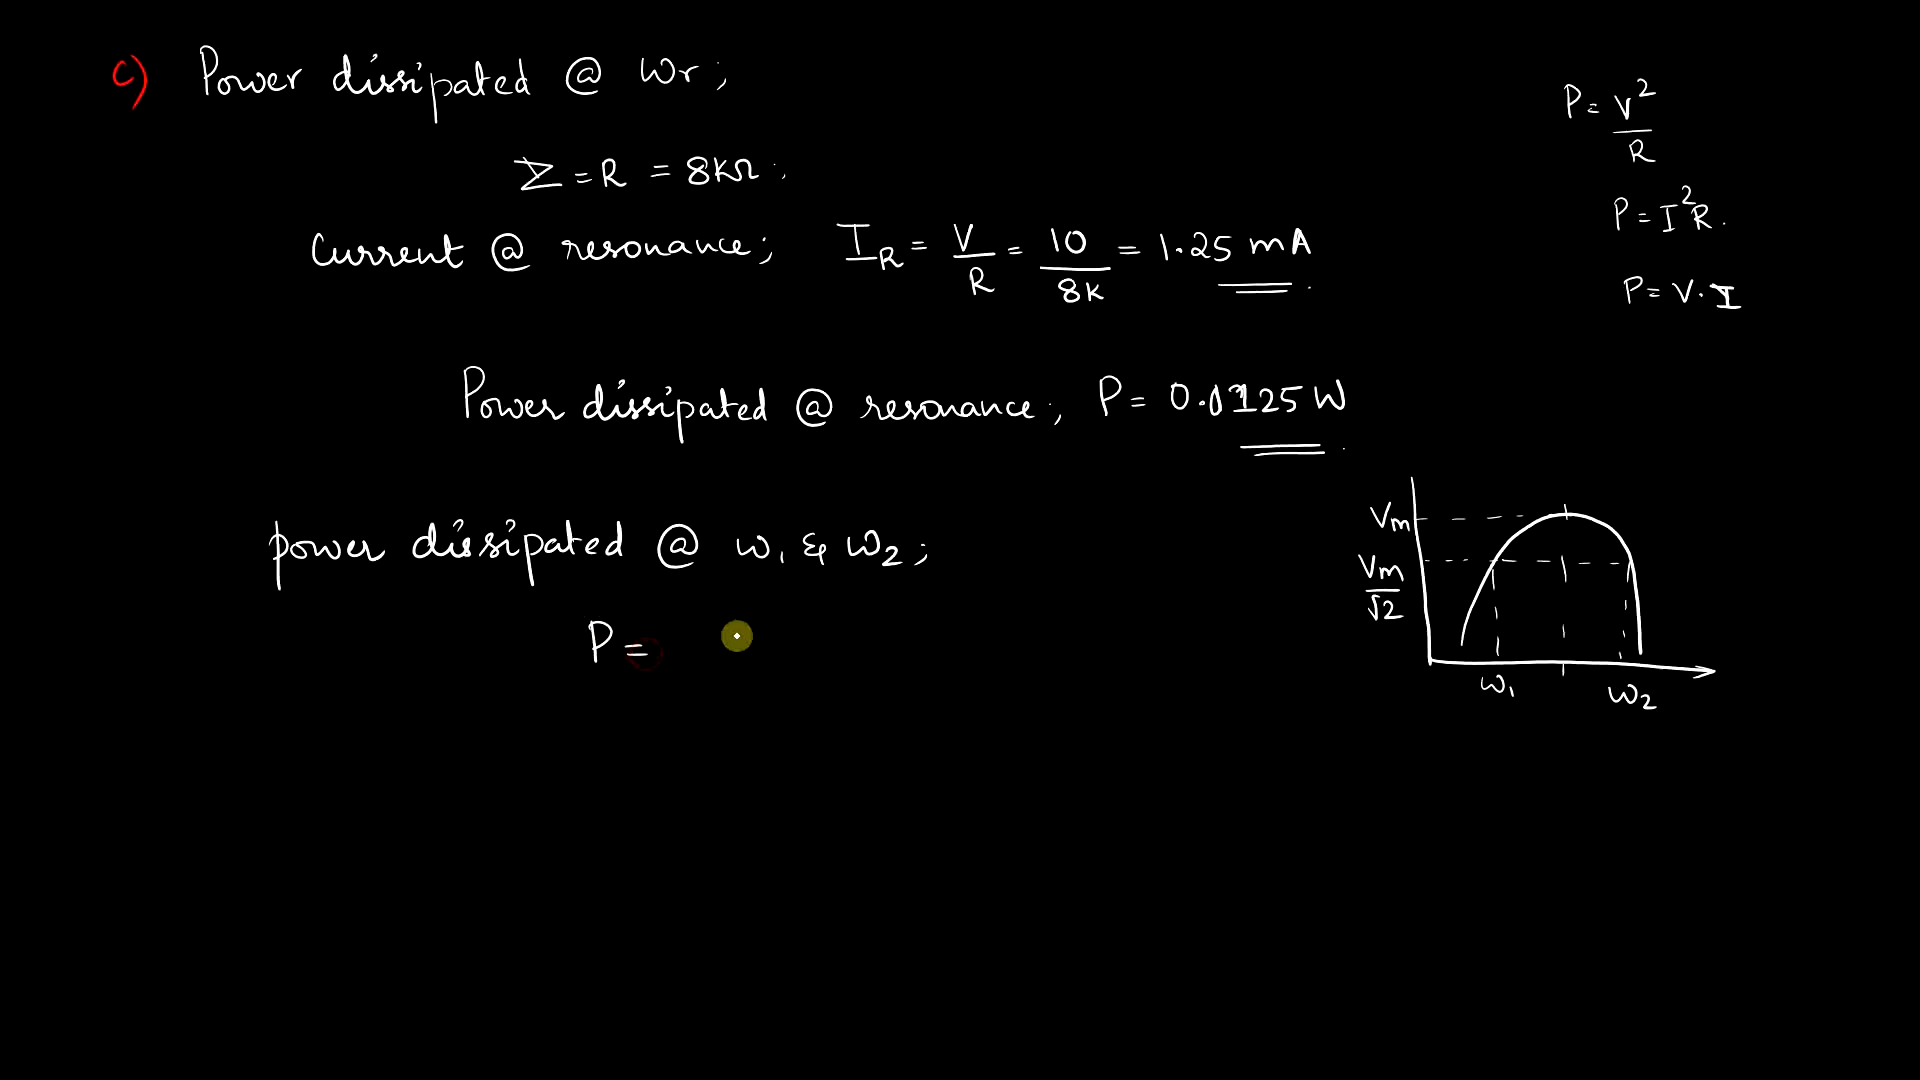 c) Power dissipated @ ωr;
Z = R = 8kΩ;
Current @ resonance; I_R = V/R = 10/8k = 1.25 mA
Power dissipated @ resonance; P = 0.0125 W
power dissipated @ ω₁ & ω₂;
P =
P = V²/R
P = I²R.
P = V·I
Vm
Vm/√2
ω₁ ω₂